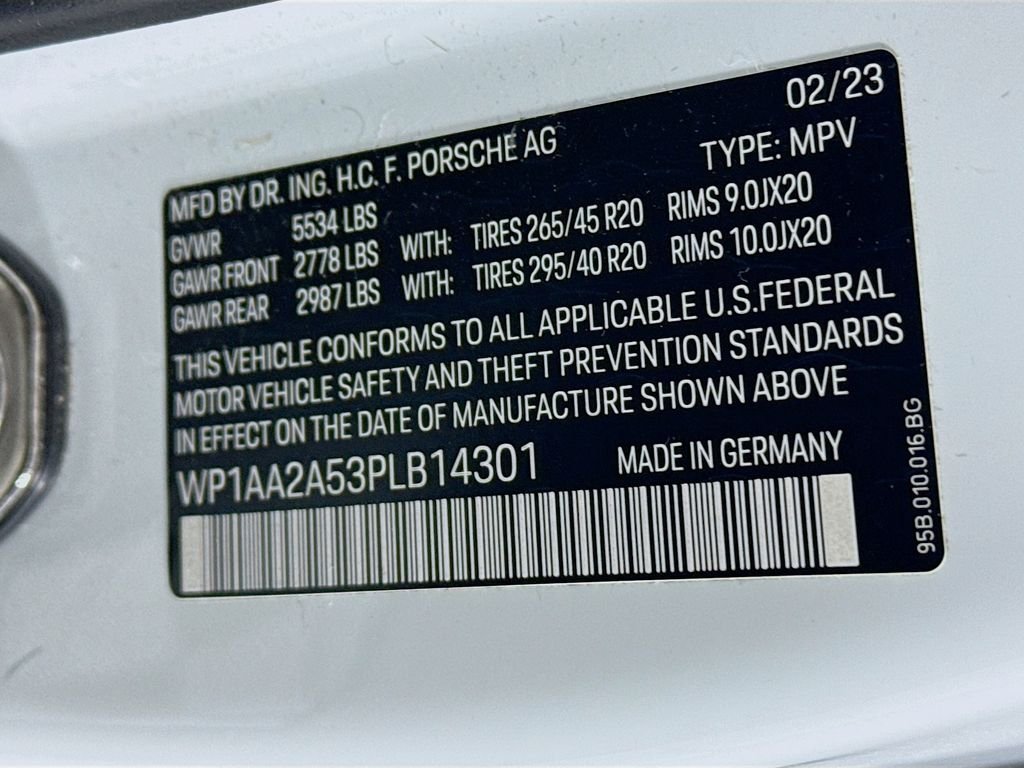 02/23
MFD BY DR. ING. H.C. F. PORSCHE AG TYPE: MPV
GVWR 5534 LBS
GAWR FRONT 2778 LBS WITH: TIRES 265/45 R20 RIMS 9.0JX20
GAWR REAR 2987 LBS WITH: TIRES 295/40 R20 RIMS 10.0JX20
THIS VEHICLE CONFORMS TO ALL APPLICABLE U.S.FEDERAL
MOTOR VEHICLE SAFETY AND THEFT PREVENTION STANDARDS
IN EFFECT ON THE DATE OF MANUFACTURE SHOWN ABOVE
WP1AA2A53PLB14301 MADE IN GERMANY
95B.010.016.BG